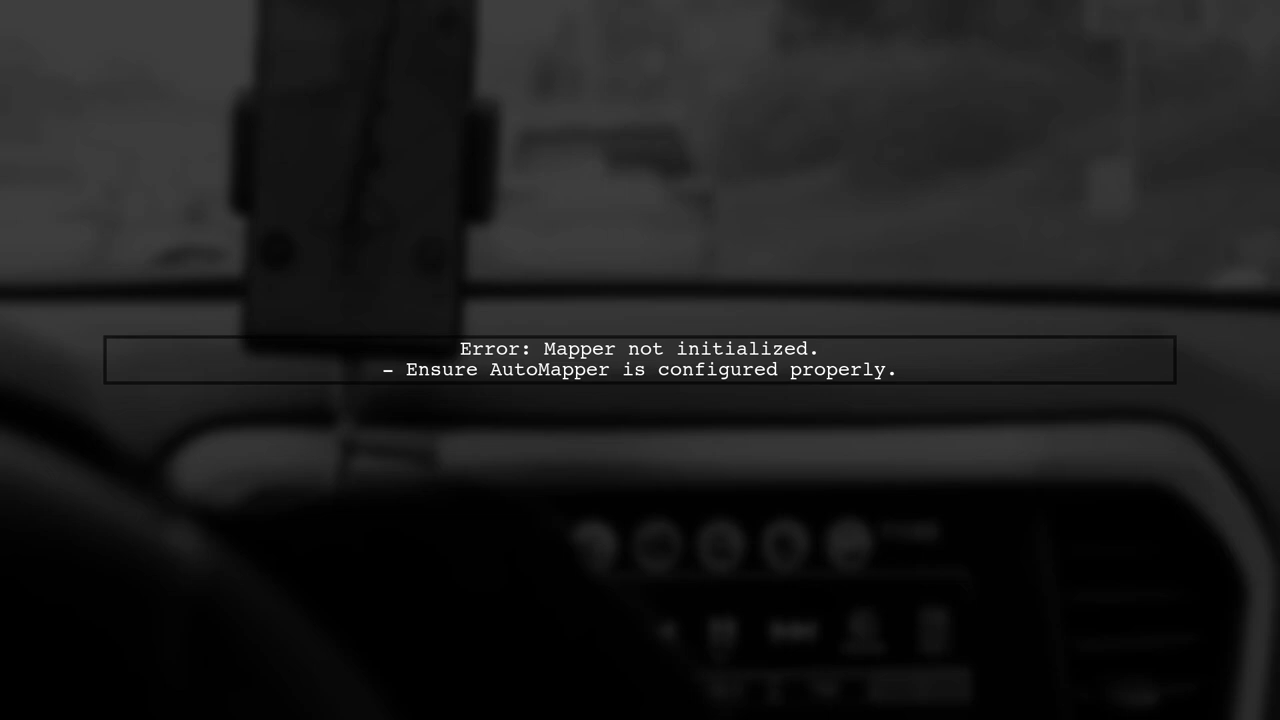 Error: Mapper not initialized.
- Ensure AutoMapper is configured properly.